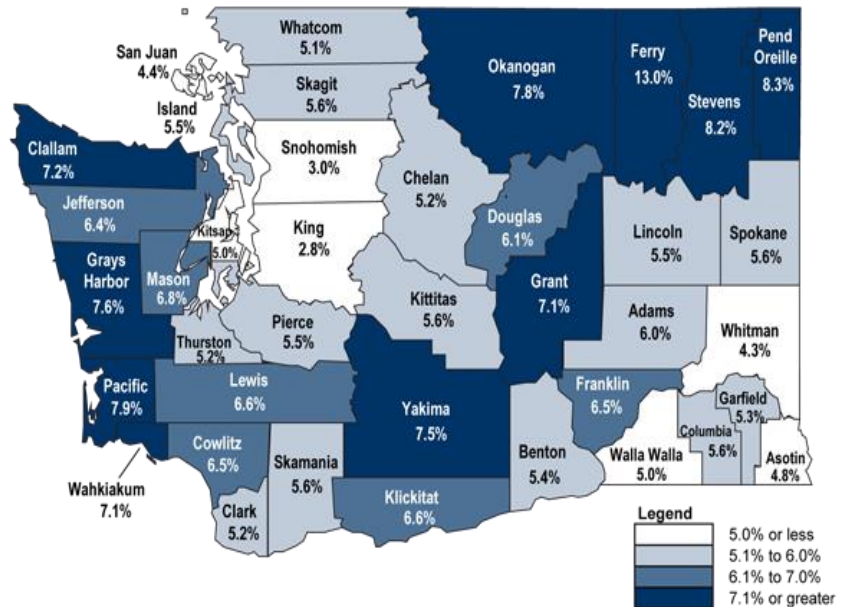 Whatcom
5.1%
San Juan
4.4%
Skagit
5.6%
Island
5.5%
Okanogan
7.8%
Ferry
13.0%
Stevens
8.2%
Pend
Oreille
8.3%
Clallam
7.2%
Snohomish
3.0%
Chelan
5.2%
Jefferson
6.4%
Douglas
6.1%
Kitsap
5.0%
King
2.8%
Lincoln
5.5%
Spokane
5.6%
Grays
Harbor
7.6%
Mason
6.8%
Grant
7.1%
Kittitas
5.6%
Adams
6.0%
Pierce
5.5%
Thurston
5.2%
Whitman
4.3%
Pacific
7.9%
Lewis
6.6%
Yakima
7.5%
Franklin
6.5%
Garfield
5.3%
Columbia
5.6%
Cowlitz
6.5%
Skamania
5.6%
Benton
5.4%
Walla Walla
5.0%
Asotin
4.8%
Wahkiakum
7.1%
Clark
5.2%
Klickitat
6.6%
Legend
5.0% or less
5.1% to 6.0%
6.1% to 7.0%
7.1% or greater